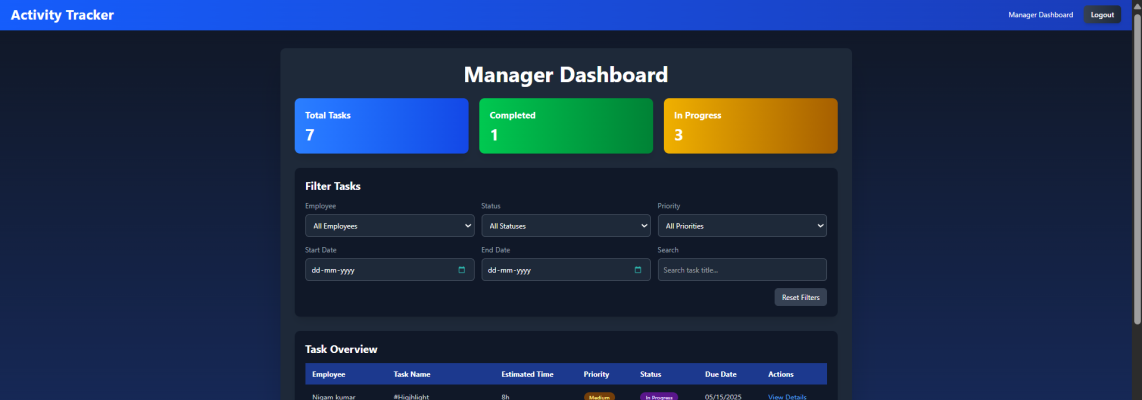 Activity Tracker
Manager Dashboard
Logout
Manager Dashboard
Total Tasks
7
Completed
1
In Progress
3
Filter Tasks
Employee
All Employees
Status
All Statuses
Priority
All Priorities
Start Date
dd-mm-yyyy
End Date
dd-mm-yyyy
Search
Search task title...
Reset Filters
Task Overview
Employee Task Name Estimated Time Priority Status Due Date Actions
Nigam kumar #Higihlight 8h Medium In Progress 05/15/2025 View Details